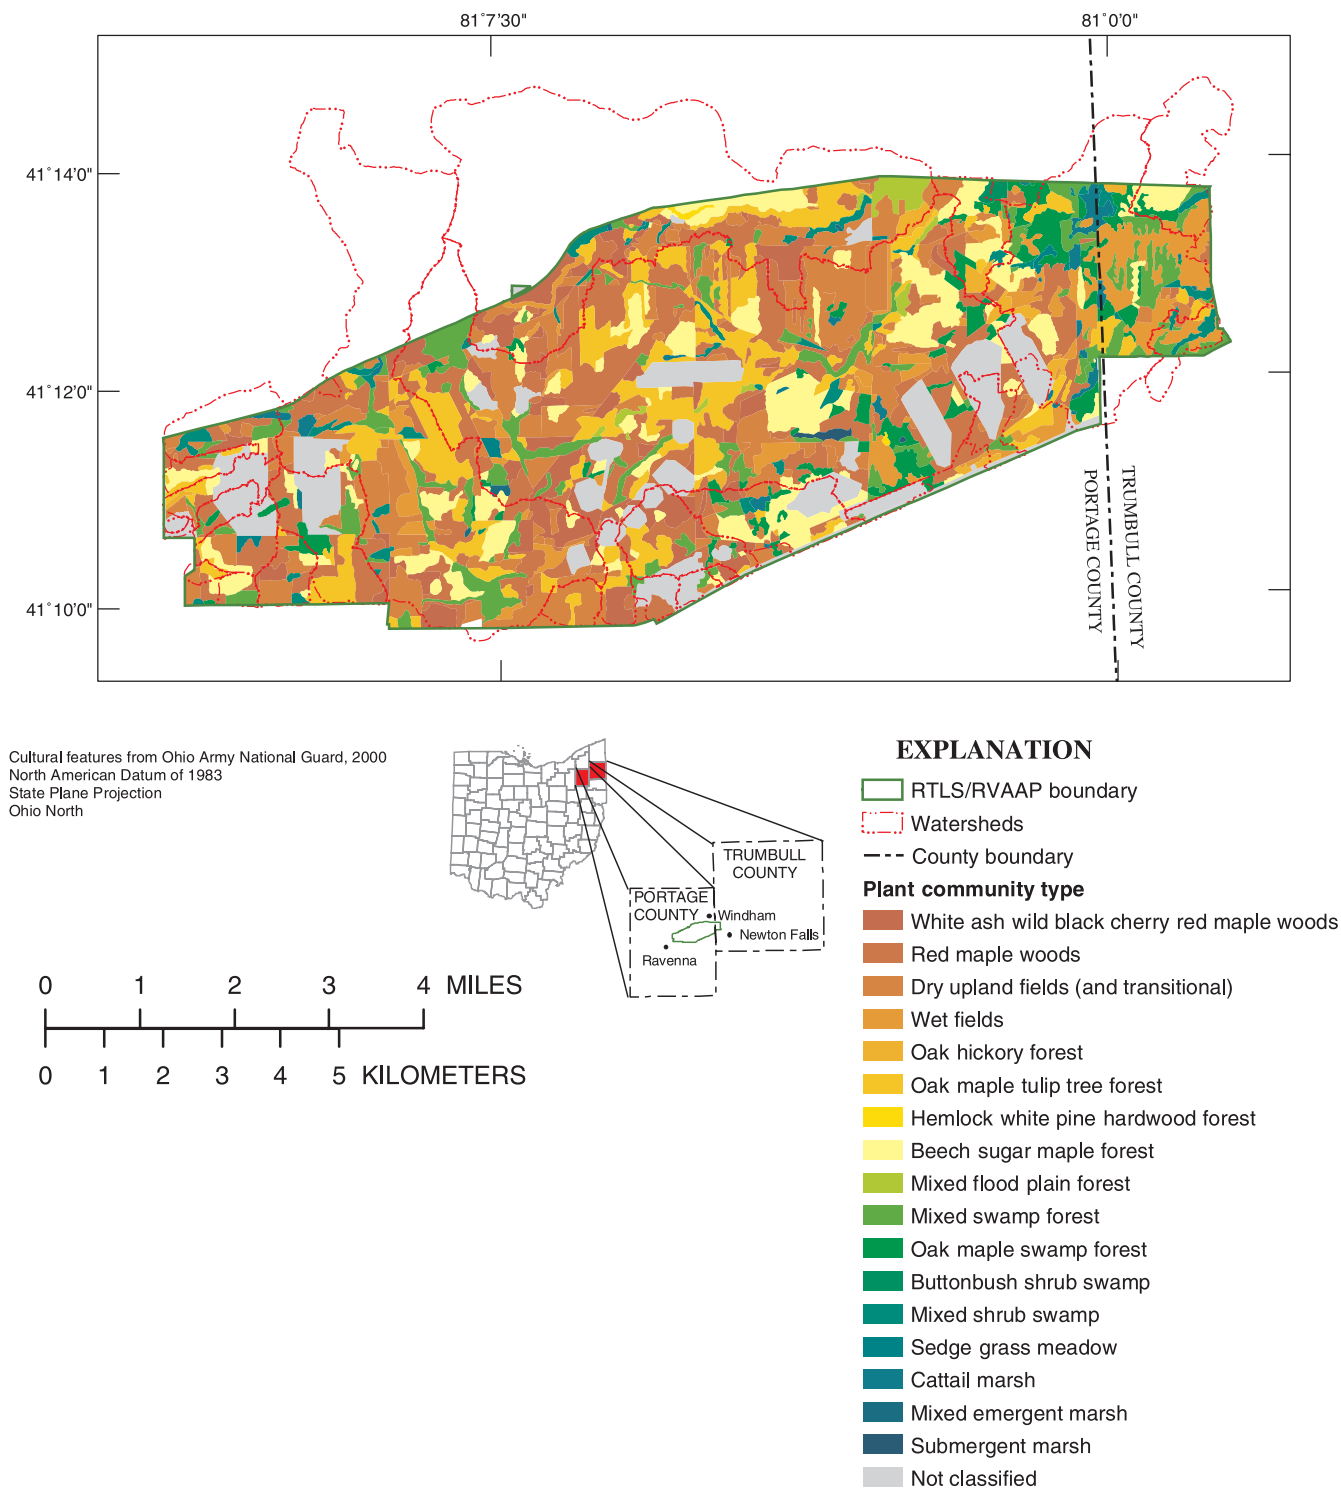 81°7'30"
81°0'0"
41°14'0"
41°12'0"
41°10'0"
TRUMBULL COUNTY
PORTAGE COUNTY
Cultural features from Ohio Army National Guard, 2000
North American Datum of 1983
State Plane Projection
Ohio North
TRUMBULL
COUNTY
PORTAGE
COUNTY
Windham
Newton Falls
Ravenna
0 1 2 3 4 MILES
0 1 2 3 4 5 KILOMETERS
EXPLANATION
RTLS/RVAAP boundary
Watersheds
County boundary
Plant community type
White ash wild black cherry red maple woods
Red maple woods
Dry upland fields (and transitional)
Wet fields
Oak hickory forest
Oak maple tulip tree forest
Hemlock white pine hardwood forest
Beech sugar maple forest
Mixed flood plain forest
Mixed swamp forest
Oak maple swamp forest
Buttonbush shrub swamp
Mixed shrub swamp
Sedge grass meadow
Cattail marsh
Mixed emergent marsh
Submergent marsh
Not classified